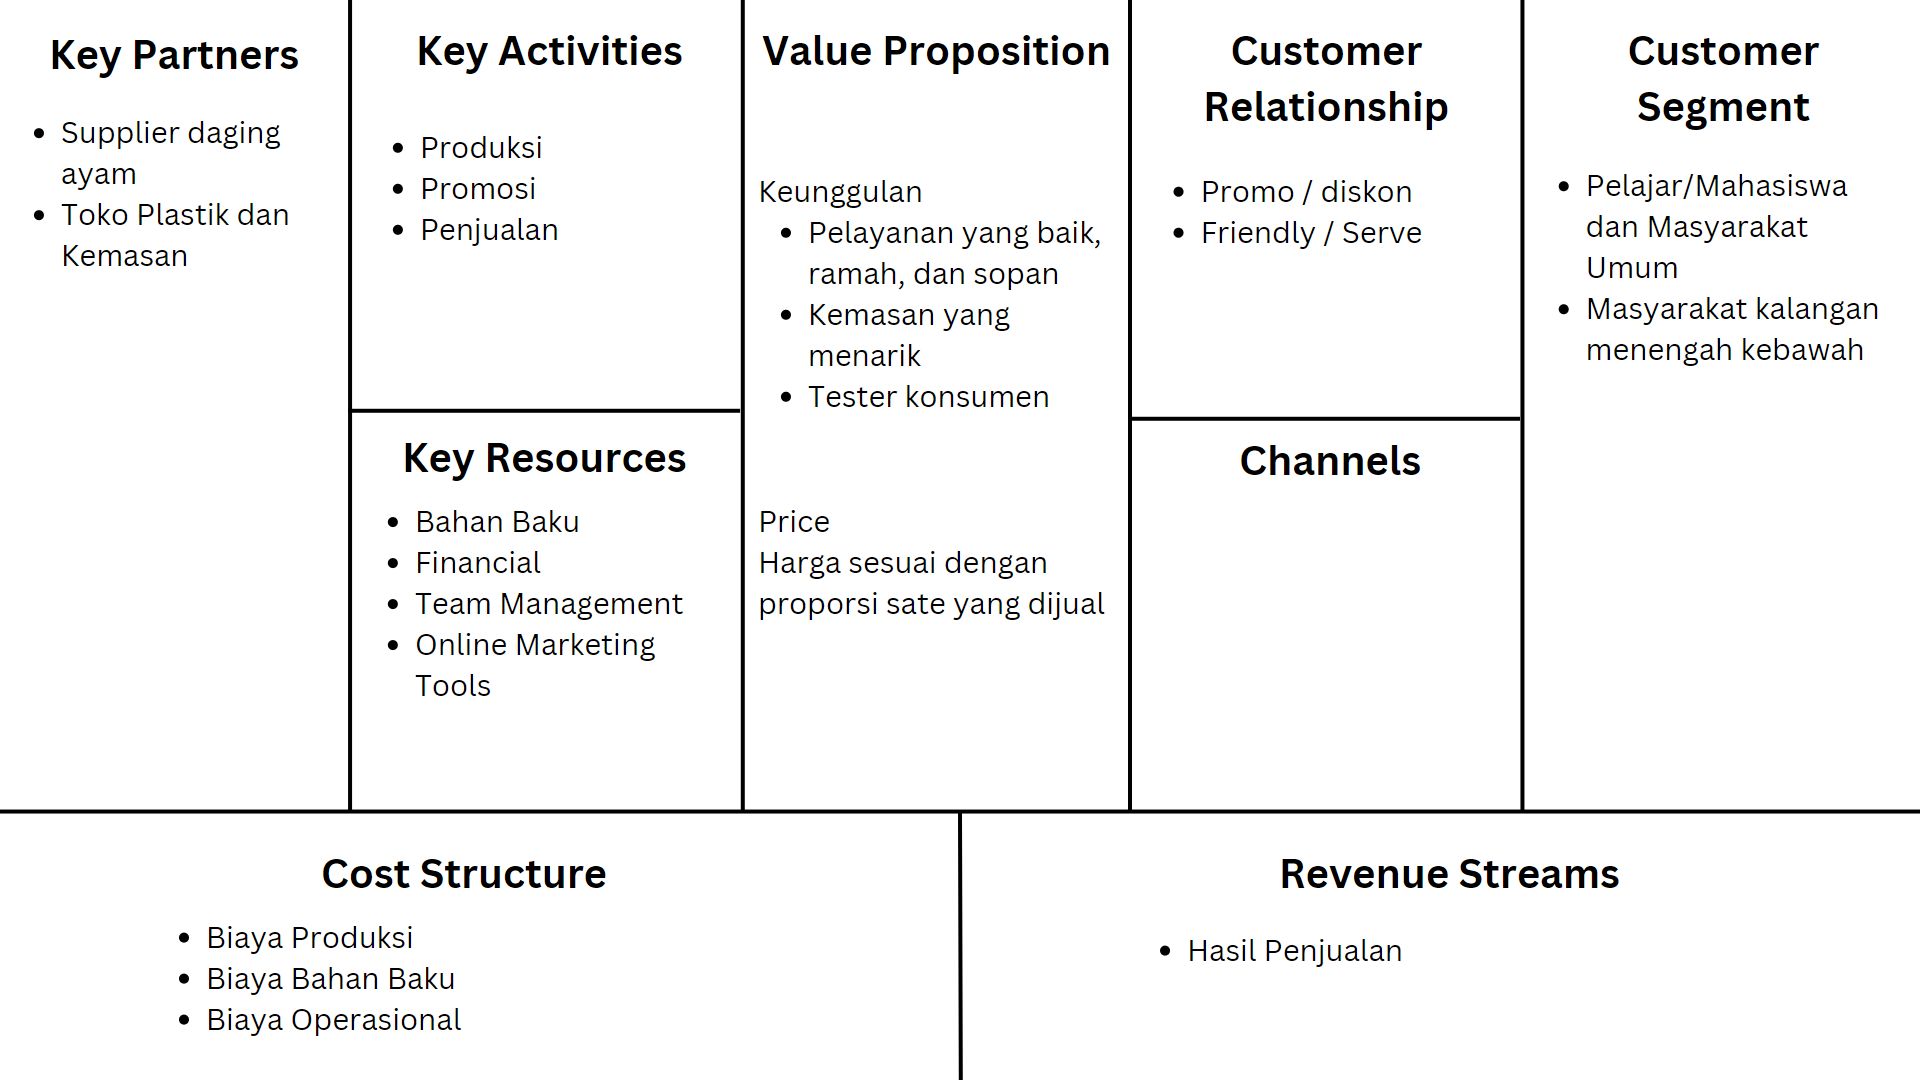 Key Partners
• Supplier daging
ayam
• Toko Plastik dan
Kemasan
Key Activities
• Produksi
• Promosi
• Penjualan
Key Resources
• Bahan Baku
• Financial
• Team Management
• Online Marketing
Tools
Value Proposition
Keunggulan
• Pelayanan yang baik,
ramah, dan sopan
• Kemasan yang
menarik
• Tester konsumen
Price
Harga sesuai dengan
proporsi sate yang dijual
Customer
Relationship
• Promo / diskon
• Friendly / Serve
Channels
Customer
Segment
• Pelajar/Mahasiswa
dan Masyarakat
Umum
• Masyarakat kalangan
menengah kebawah
Cost Structure
• Biaya Produksi
• Biaya Bahan Baku
• Biaya Operasional
Revenue Streams
• Hasil Penjualan